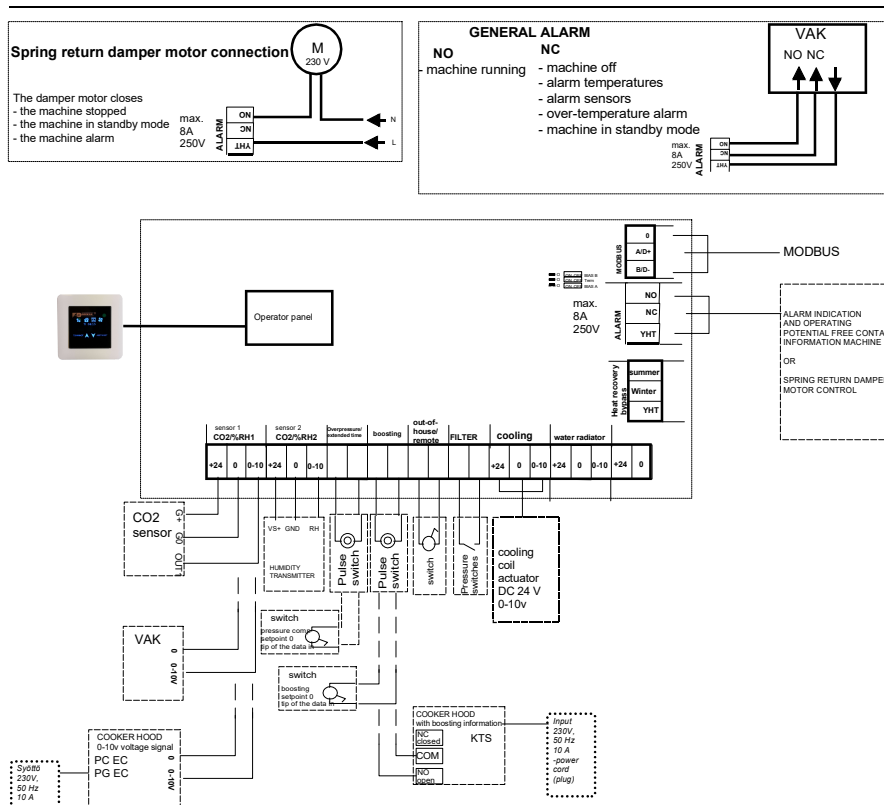 Spring return damper motor connection
M
230 V
The damper motor closes
- the machine stopped
- the machine in standby mode
- the machine alarm
max.
8A
250V
ALARM
NO
NC
YHT
N
L
GENERAL ALARM
NO
- machine running
NC
- machine off
- alarm temperatures
- alarm sensors
- over-temperature alarm
- machine in standby mode
VAK
NO NC
max.
8A
250V
ALARM
NO
NC
YHT
MODBUS
0
A/D+
B/D-
MODBUS
BIAS B
Term
BIAS A
max.
8A
250V
ALARM
NO
NC
YHT
ALARM INDICATION
AND OPERATING
POTENTIAL FREE CONTA
INFORMATION MACHINE
OR
SPRING RETURN DAMPE
MOTOR CONTROL
Operator panel
Heat recovery
bypass
summer
Winter
YHT
sensor 1
CO2/%RH1
sensor 2
CO2/%RH2
Overpressure/
extended time
boosting
out-of-
house/
remote
FILTER
cooling
water radiator
+24 0 0-10 +24 0 0-10 +24 0 0-10 +24 0 0-10 +24 0
CO2
sensor
G+
G0
OUT
VS+ GND RH
HUMIDITY
TRANSMITTER
Pulse
switch
Pulse
switch
switch
Pressure
switches
cooling
coil
actuator
DC 24 V
0-10v
switch
pressure comp
setpoint 0
tip of the data in
VAK
0
0-10V
switch
boosting
setpoint 0
tip of the data in
COOKER HOOD
0-10v voltage signal
PC EC
PG EC
0
0-10V
Syöttö
230V,
50 Hz
10 A
COOKER HOOD
with boosting information
KTS
NC
closed
COM
NO
open
Input
230V,
50 Hz
10 A
-power
cord
(plug)